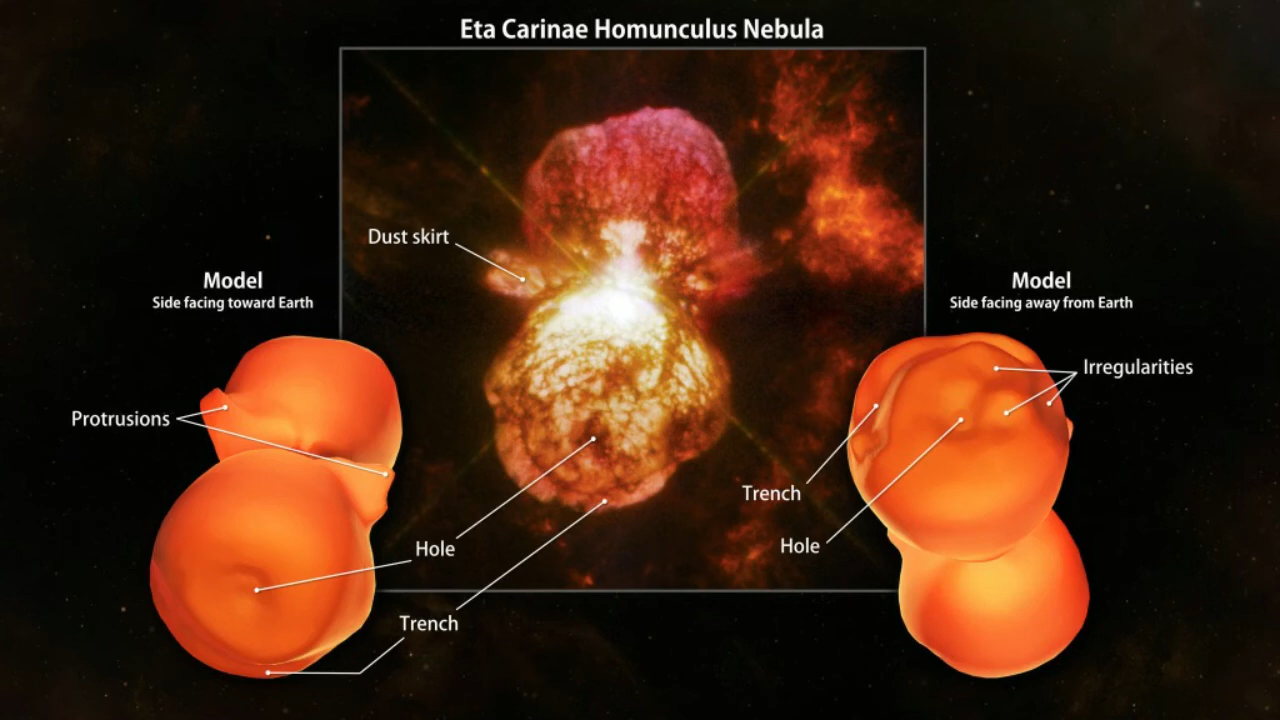 Eta Carinae Homunculus Nebula
Dust skirt
Model
Side facing toward Earth
Model
Side facing away from Earth
Protrusions
Irregularities
Trench
Hole
Hole
Trench